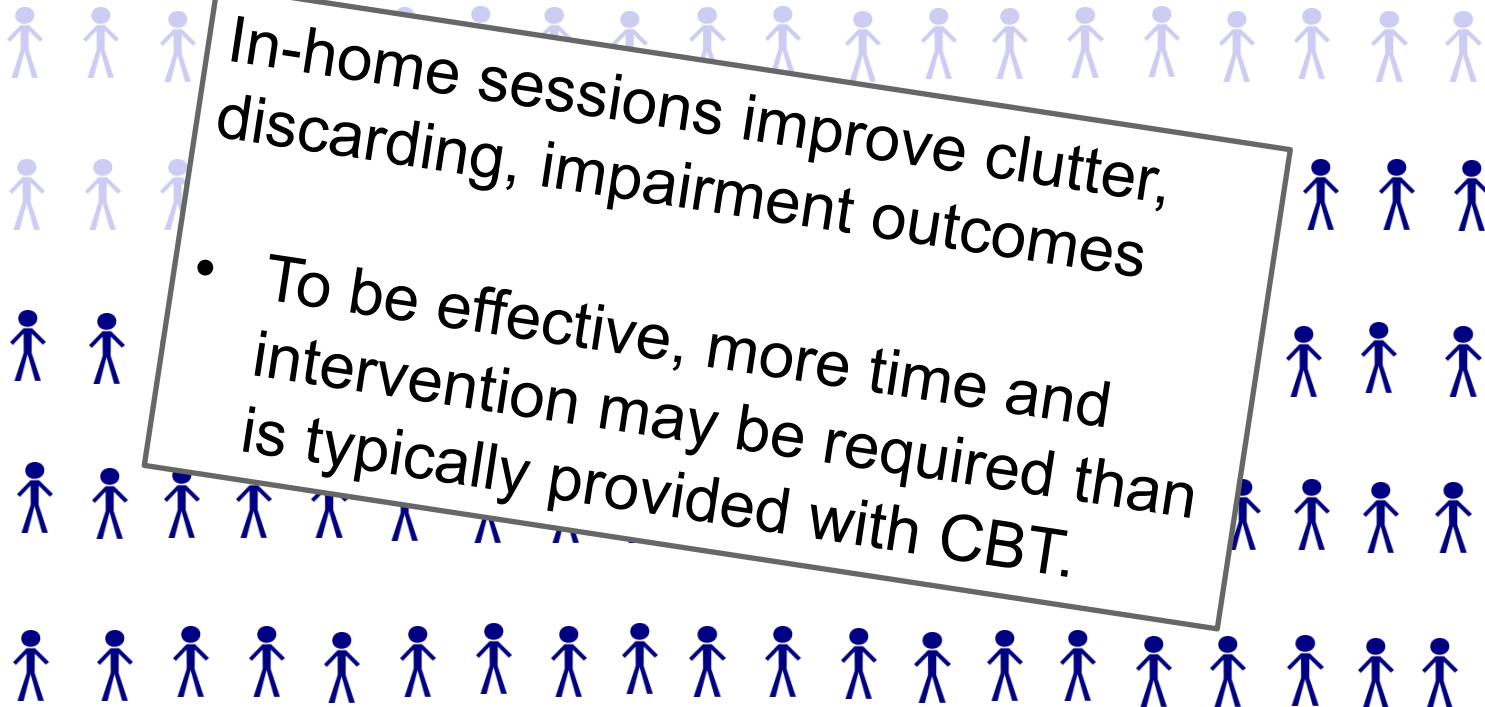 In-home sessions improve clutter,
discarding, impairment outcomes
• To be effective, more time and
intervention may be required than
is typically provided with CBT.